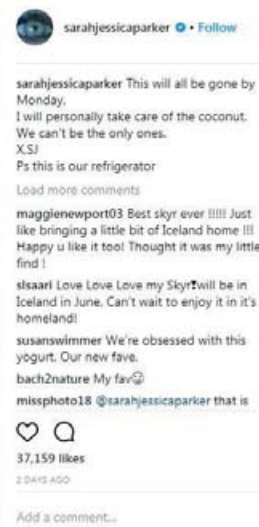 sarahjessicaparker • Follow
sarahjessicaparker This will all be gone by
Monday.
I will personally take care of the coconut.
We can't be the only ones.
X,SJ
Ps this is our refrigerator
Load more comments
maggienewport03 Best skyr ever !!!!! Just
like bringing a little bit of Iceland home !!!
Happy u like it too! Thought it was my little
find !
slsaari Love Love Love my Skyr❣will be in
Iceland in June. Can't wait to enjoy it in it's
homeland!
susanswimmer We're obsessed with this
yogurt. Our new fave.
bach2nature My fav😉
missphoto18 @sarahjessicaparker that is
37,159 likes
2 DAYS AGO
Add a comment...